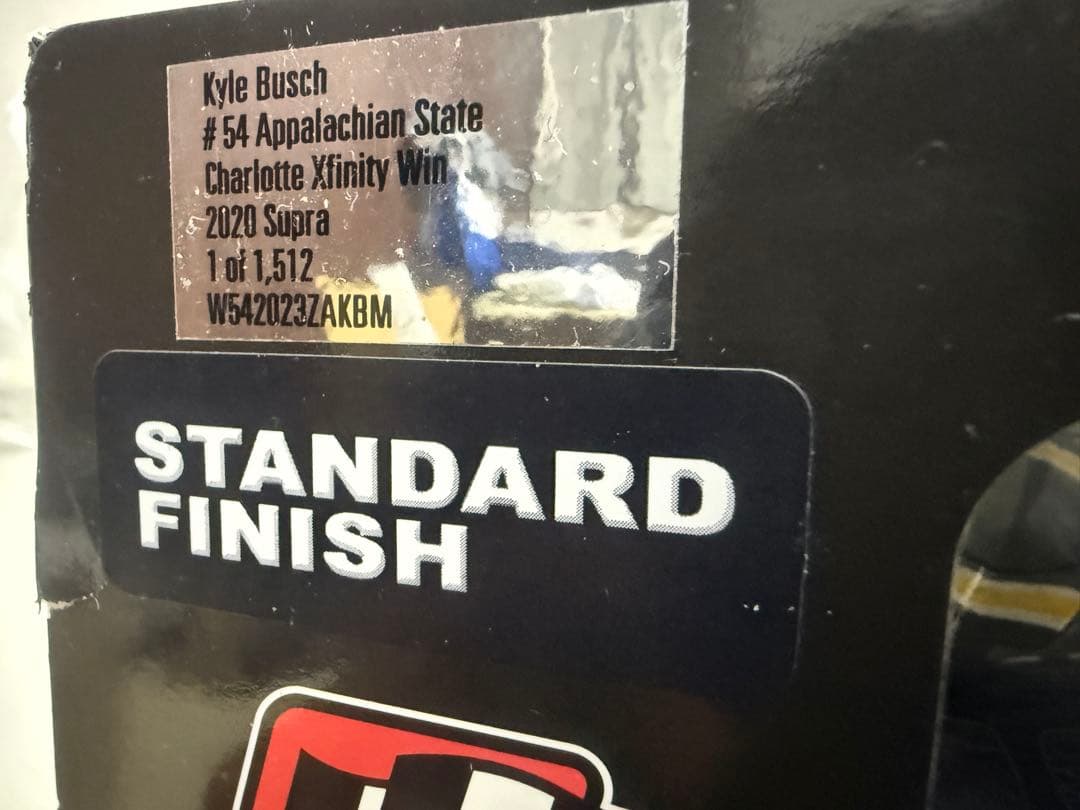 Kyle Busch
# 54 Appalachian State
Charlotte Xfinity Win
2020 Supra
1 of 1,512
W542023ZAKBM
STANDARD
FINISH